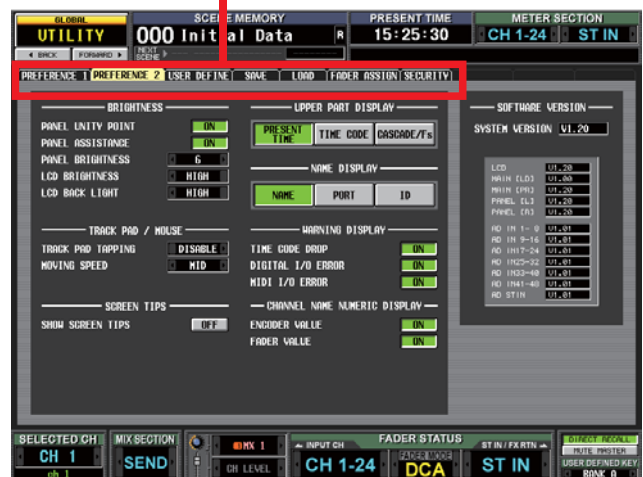 GLOBAL SCENE MEMORY PRESENT TIME METER SECTION
UTILITY 000 Initial Data R 15:25:30 CH 1-24 ST IN
BACK FORWARD NEXT SCENE
PREFERENCE 1 PREFERENCE 2 USER DEFINE SAVE LOAD FADER ASSIGN SECURITY
BRIGHTNESS
PANEL UNITY POINT ON
PANEL ASSISTANCE ON
PANEL BRIGHTNESS 6
LCD BRIGHTNESS HIGH
LCD BACK LIGHT HIGH
TRACK PAD / MOUSE
TRACK PAD TAPPING DISABLE
MOVING SPEED MID
SCREEN TIPS
SHOW SCREEN TIPS OFF
UPPER PART DISPLAY
PRESENT TIME TIME CODE CASCADE/Fs
NAME DISPLAY
NAME PORT ID
WARNING DISPLAY
TIME CODE DROP ON
DIGITAL I/O ERROR ON
MIDI I/O ERROR ON
CHANNEL NAME NUMERIC DISPLAY
ENCODER VALUE ON
FADER VALUE ON
SOFTWARE VERSION
SYSTEM VERSION V1.20
LCD V1.20
MAIN [LD] V1.00
MAIN [PR] V1.20
PANEL [L] V1.20
PANEL [R] V1.20
AD IN 1- 8 V1.01
AD IN 9-16 V1.01
AD IN17-24 V1.01
AD IN25-32 V1.01
AD IN33-40 V1.01
AD IN41-48 V1.01
AD STIN V1.01
SELECTED CH MIX SECTION FADER STATUS
CH 1 SEND MX 1 INPUT CH FADER MODE ST IN / FX RTN DIRECT RECALL
MUTE MASTER
ch 1 CH LEVEL CH 1-24 DCA ST IN USER DEFINED KEY
BANK A